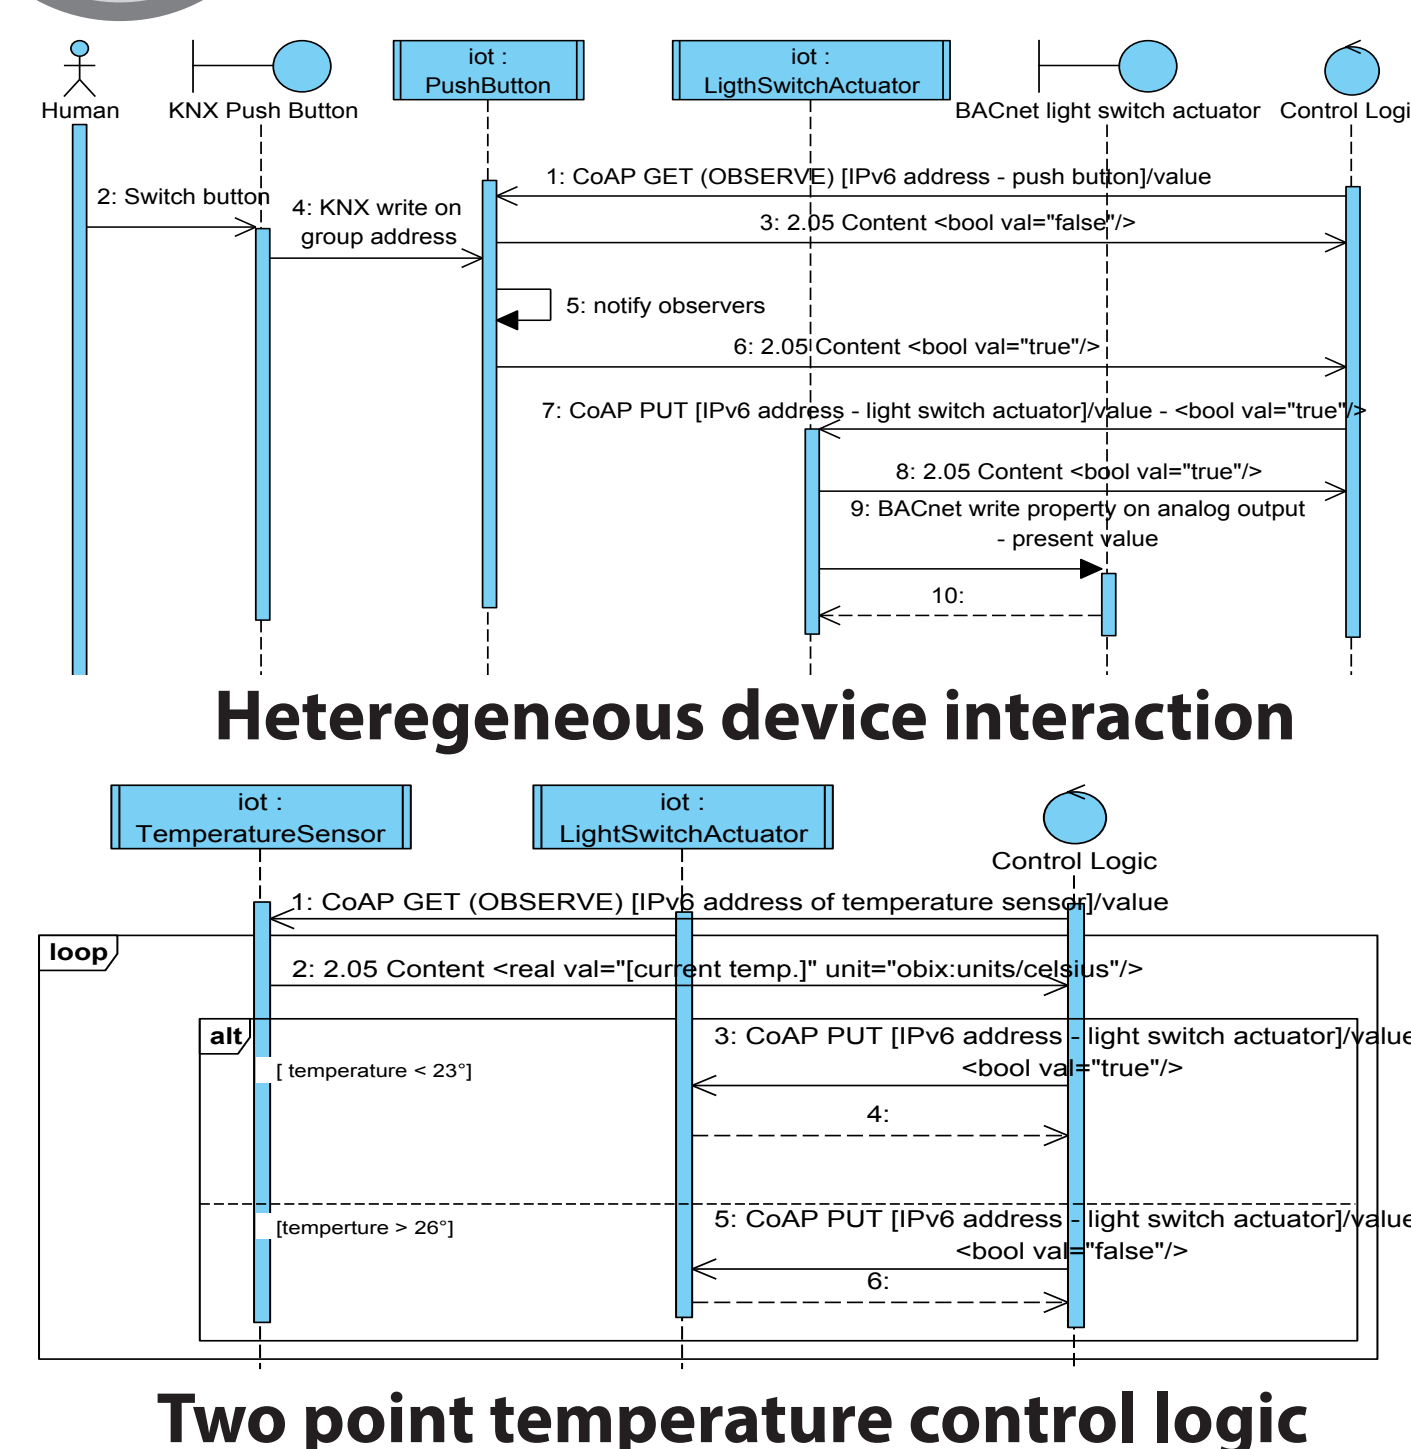 iot :
PushButton
iot :
LigthSwitchActuator
Human
KNX Push Button
BACnet light switch actuator
Control Logi
1: CoAP GET (OBSERVE) [IPv6 address - push button]/value
2: Switch button
4: KNX write on
group address
3: 2.05 Content <bool val="false"/>
5: notify observers
6: 2.05 Content <bool val="true"/>
7: CoAP PUT [IPv6 address - light switch actuator]/value - <bool val="true"/>
8: 2.05 Content <bool val="true"/>
9: BACnet write property on analog output
- present value
10:
Heteregeneous device interaction
iot :
TemperatureSensor
iot :
LightSwitchActuator
Control Logic
1: CoAP GET (OBSERVE) [IPv6 address of temperature sensor]/value
loop
2: 2.05 Content <real val="[current temp.]" unit="obix:units/celsius"/>
alt
3: CoAP PUT [IPv6 address - light switch actuator]/value
<bool val="true"/>
[ temperature < 23°]
4:
5: CoAP PUT [IPv6 address - light switch actuator]/value
<bool val="false"/>
[temperture > 26°]
6:
Two point temperature control logic